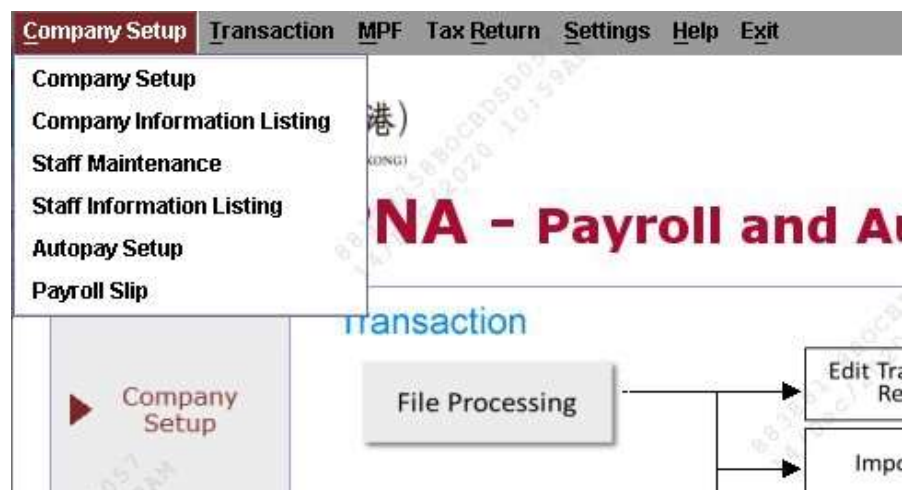 Company Setup Transaction MPF Tax Return Settings Help Exit
Company Setup
Company Information Listing
Staff Maintenance
Staff Information Listing
Autopay Setup
Payroll Slip
港)
KONG)
NA - Payroll and Au
Transaction
Company
Setup
File Processing
Edit Tra
Re
Impo